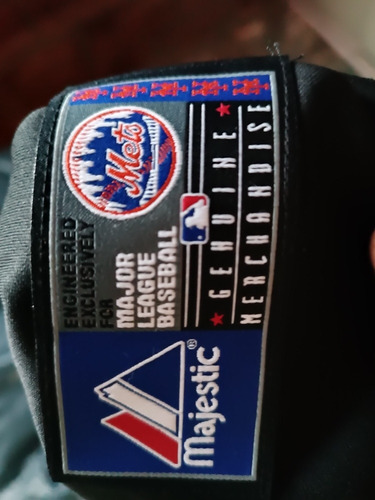 Mets
ENGINEERED
EXCLUSIVELY
FOR
MAJOR
LEAGUE
BASEBALL
★ GENUINE ★
MERCHANDISE
Majestic®